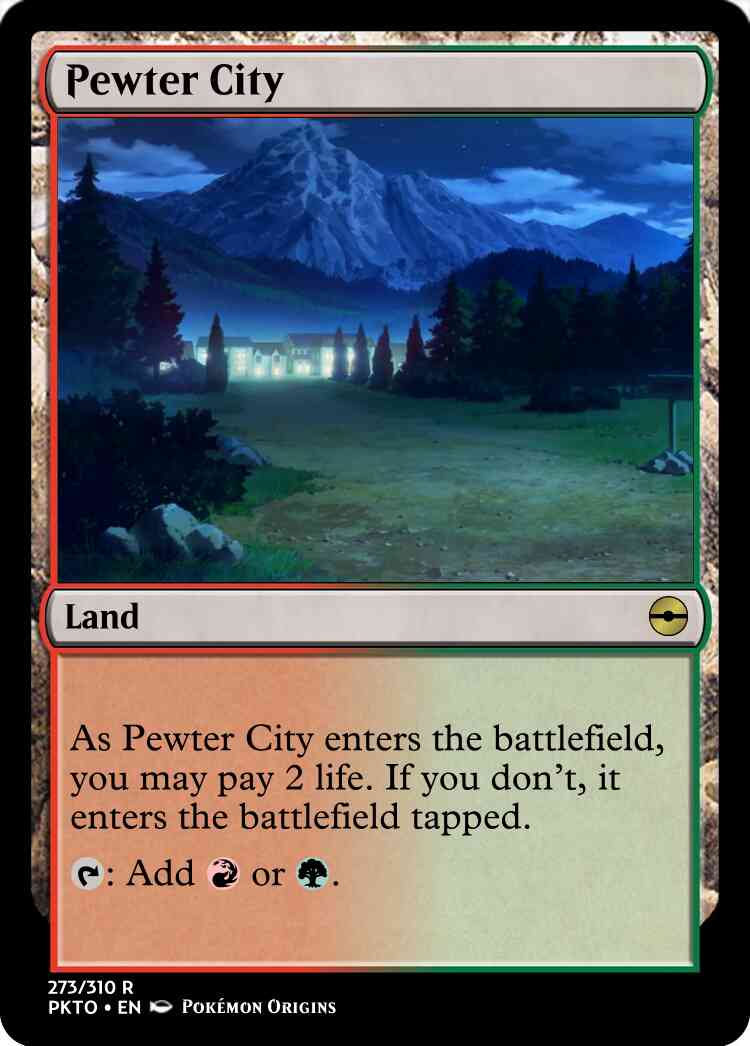 Pewter City
Land
As Pewter City enters the battlefield,
you may pay 2 life. If you don't, it
enters the battlefield tapped.
: Add or .
273/310 R
PKTO • EN Pokémon Origins